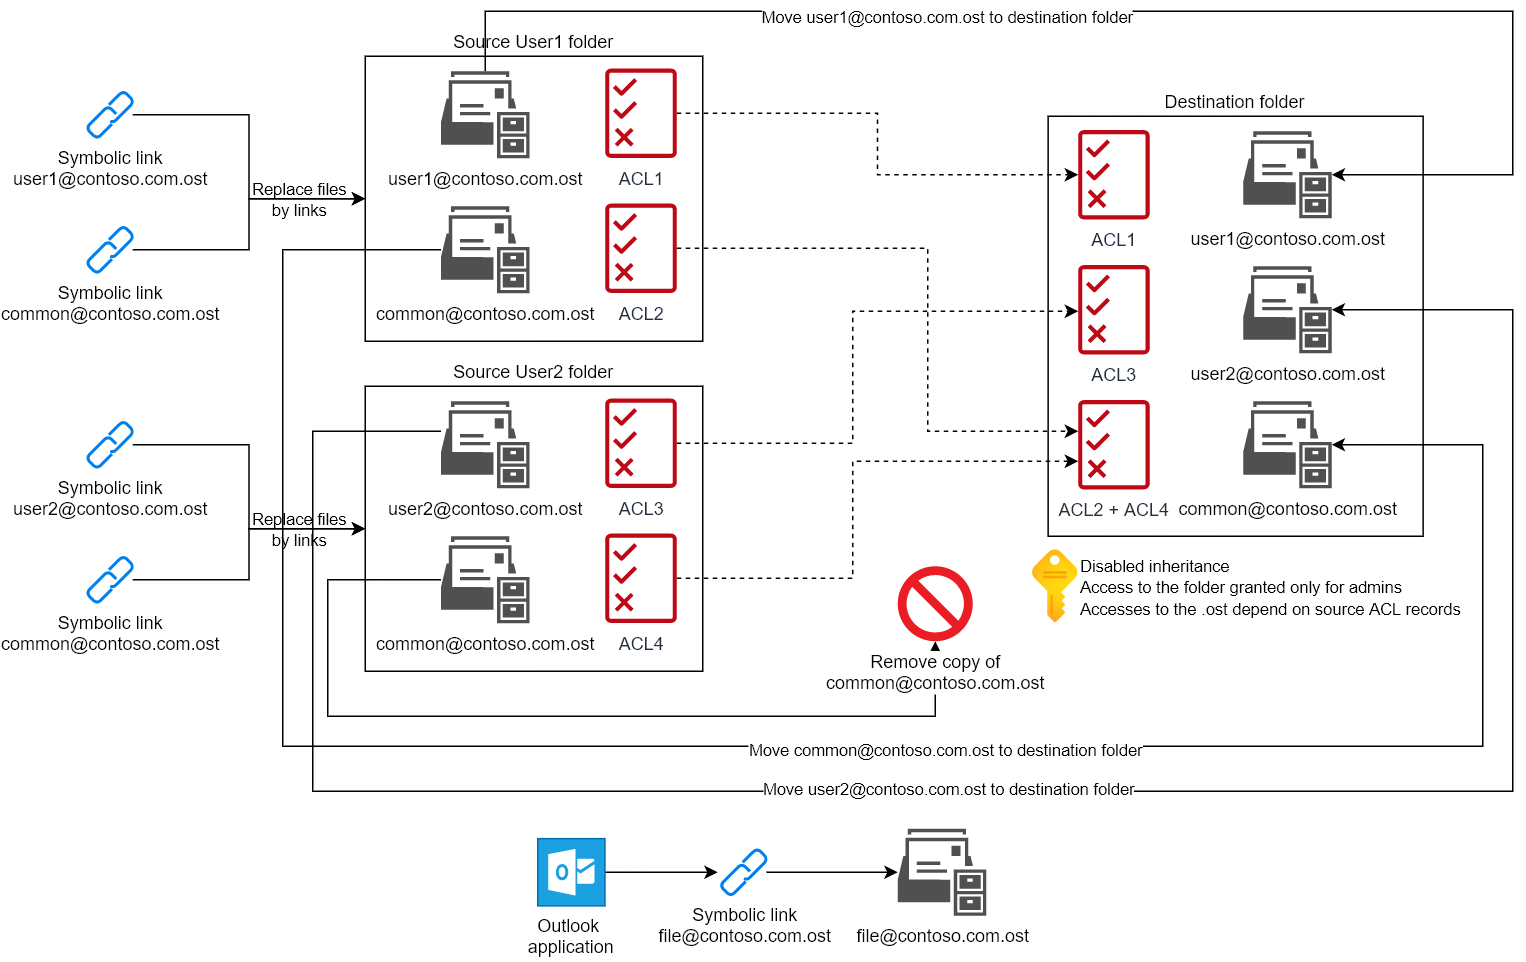 Move user1@contoso.com.ost to destination folder
Source User1 folder
Destination folder
Symbolic link
user1@contoso.com.ost
Replace files
by links
Symbolic link
common@contoso.com.ost
user1@contoso.com.ost
ACL1
common@contoso.com.ost
ACL2
ACL1
user1@contoso.com.ost
ACL3
user2@contoso.com.ost
ACL2 + ACL4
common@contoso.com.ost
Source User2 folder
Symbolic link
user2@contoso.com.ost
Replace files
by links
Symbolic link
common@contoso.com.ost
user2@contoso.com.ost
ACL3
common@contoso.com.ost
ACL4
Disabled inheritance
Access to the folder granted only for admins
Accesses to the .ost depend on source ACL records
Remove copy of
common@contoso.com.ost
Move common@contoso.com.ost to destination folder
Move user2@contoso.com.ost to destination folder
Outlook
application
Symbolic link
file@contoso.com.ost
file@contoso.com.ost